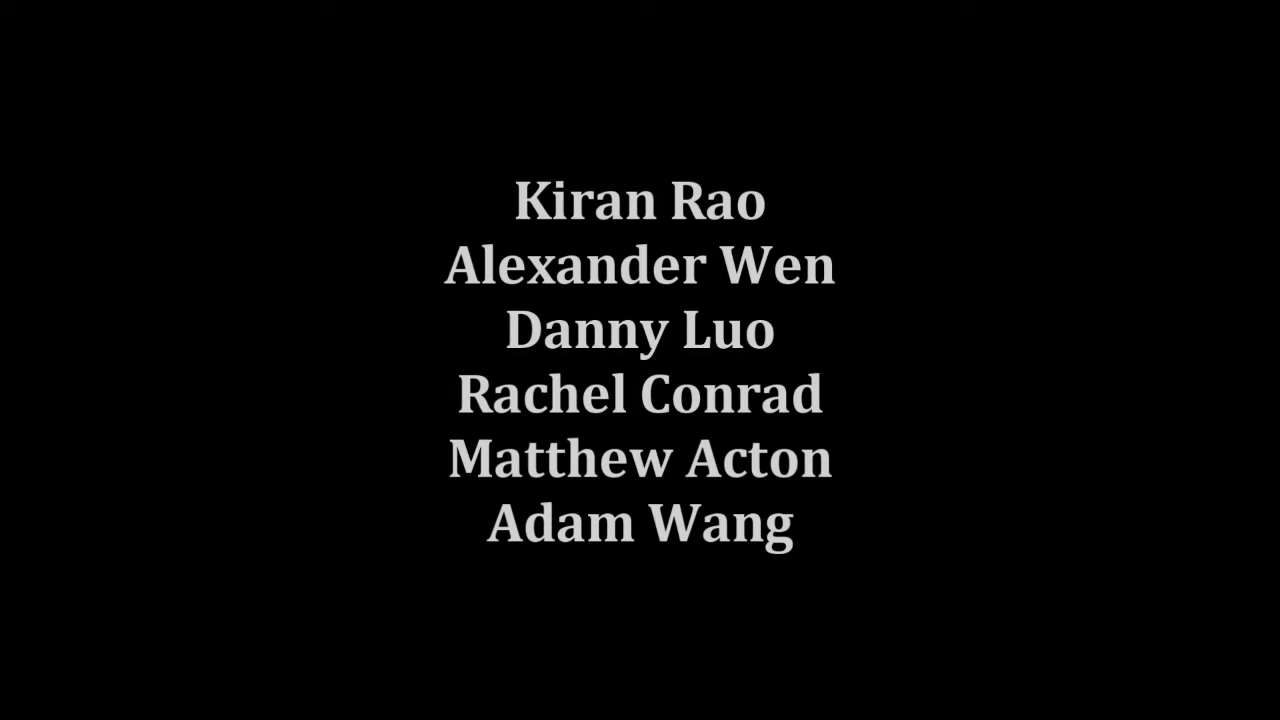 Kiran Rao
Alexander Wen
Danny Luo
Rachel Conrad
Matthew Acton
Adam Wang